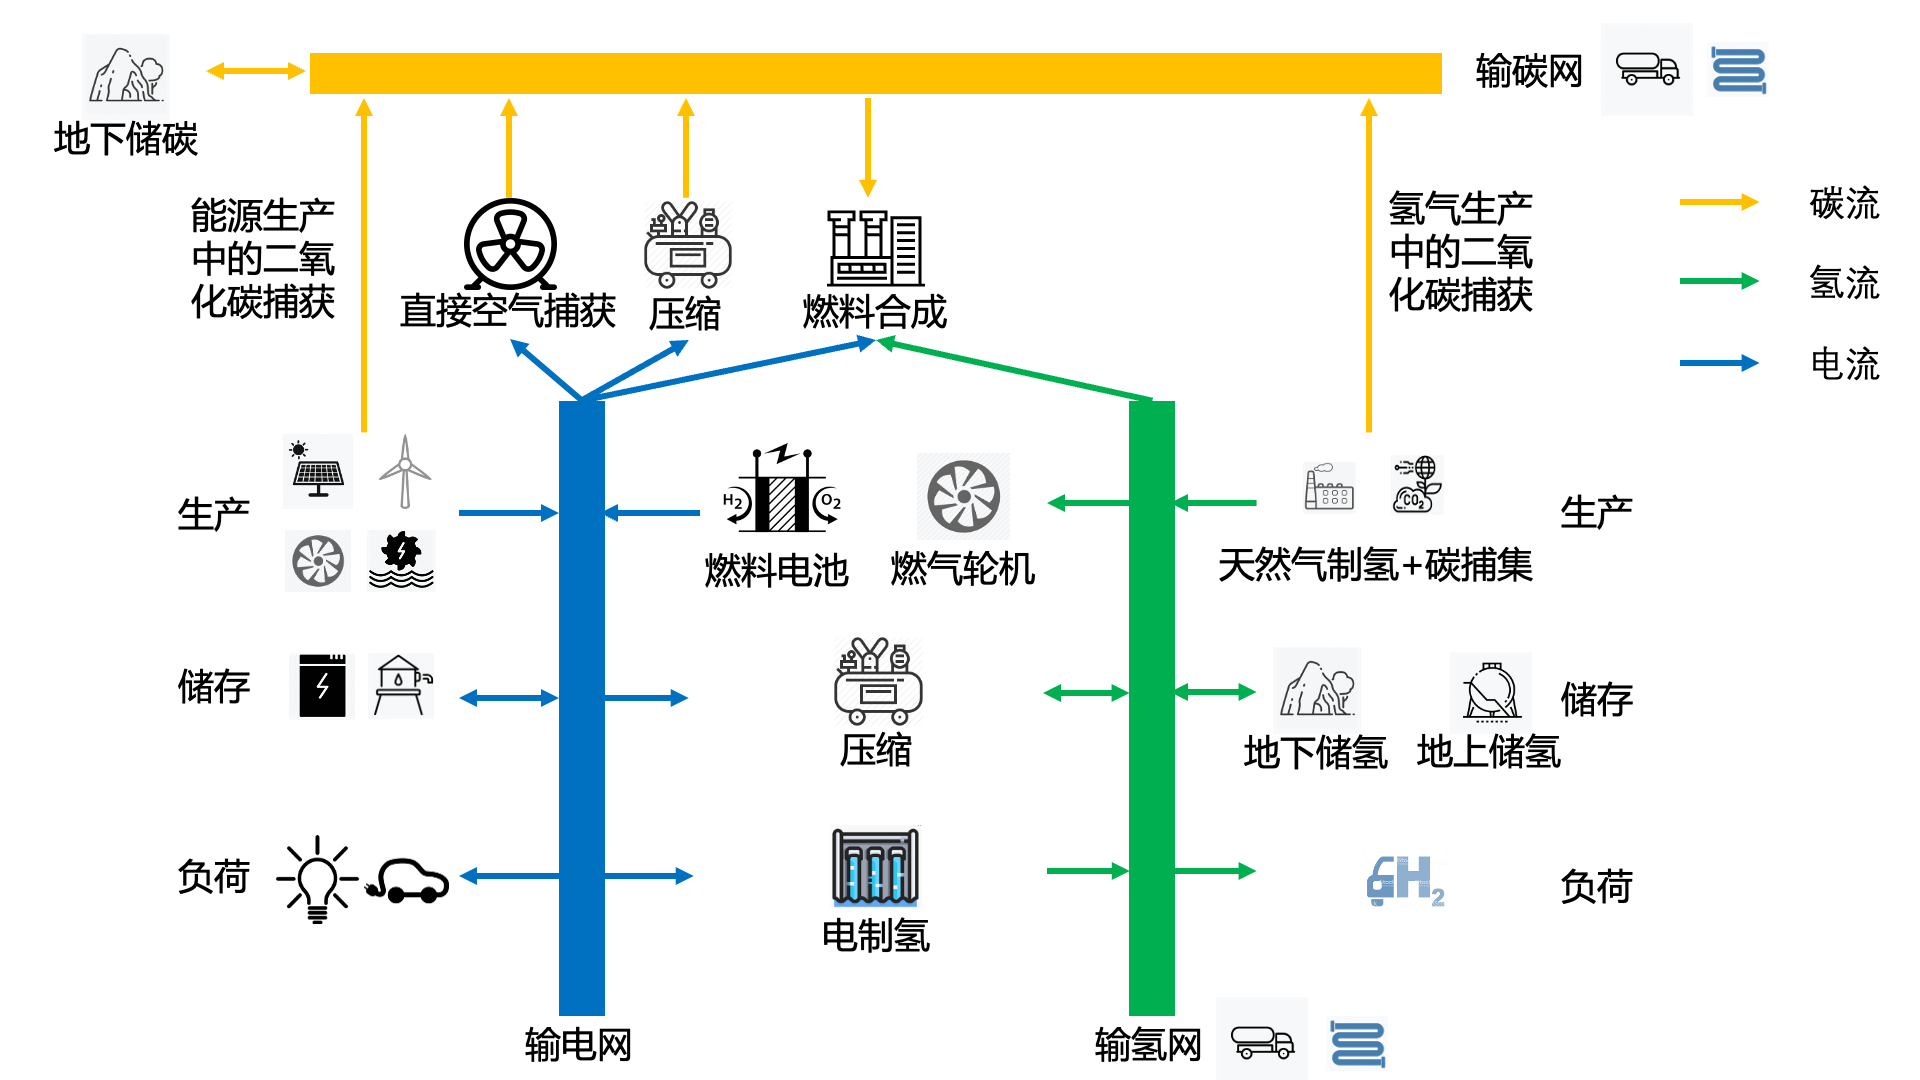 输碳网
地下储碳
能源生产
中的二氧
化碳捕获
直接空气捕获
压缩
燃料合成
氢气生产
中的二氧
化碳捕获
碳流
氢流
电流
生产
H2
O2
燃料电池
燃气轮机
CO2
天然气制氢+碳捕集
生产
储存
压缩
地下储氢
地上储氢
储存
负荷
电制氢
H2
负荷
输电网
输氢网